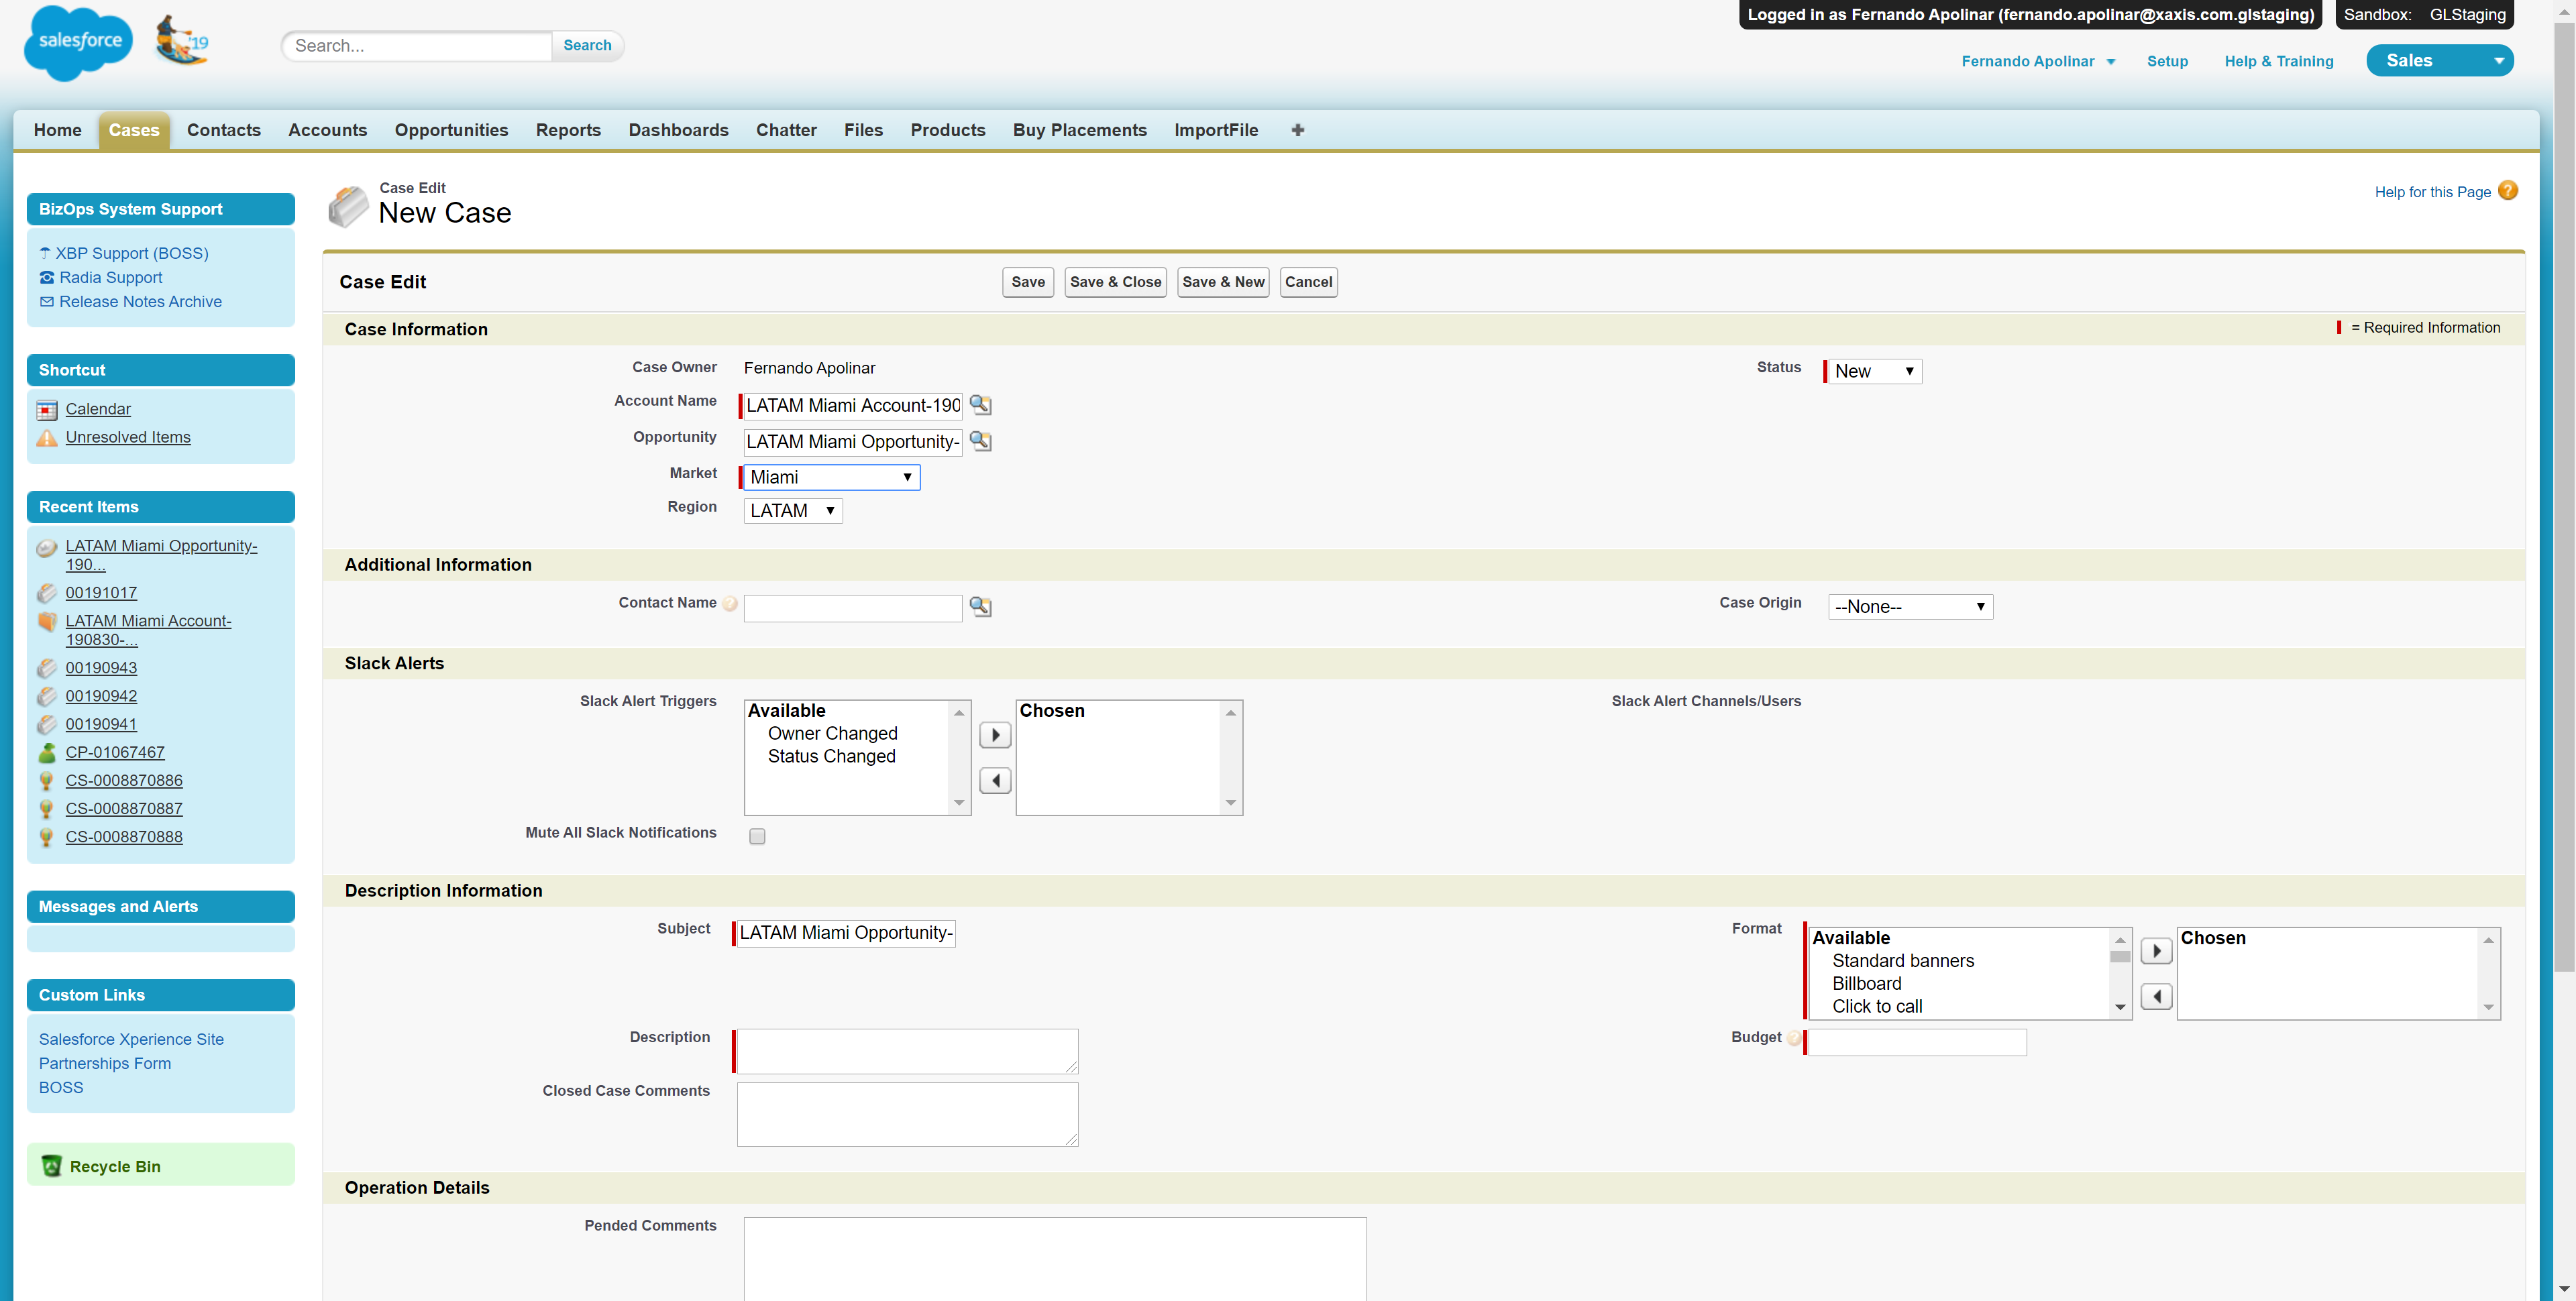 Logged in as Fernando Apolinar (fernando.apolinar@xaxis.com.glstaging)
Sandbox: GLStaging
salesforce
'19
Search...
Search
Fernando Apolinar
Setup
Help & Training
Sales
Home
Cases
Contacts
Accounts
Opportunities
Reports
Dashboards
Chatter
Files
Products
Buy Placements
ImportFile
BizOps System Support
XBP Support (BOSS)
Radia Support
Release Notes Archive
Shortcut
Calendar
Unresolved Items
Recent Items
LATAM Miami Opportunity-
190...
00191017
LATAM Miami Account-
190830-...
00190943
00190942
00190941
CP-01067467
CS-0008870886
CS-0008870887
CS-0008870888
Messages and Alerts
Custom Links
Salesforce Xperience Site
Partnerships Form
BOSS
Recycle Bin
Case Edit
New Case
Help for this Page
Case Edit
Save
Save & Close
Save & New
Cancel
Case Information
= Required Information
Case Owner
Fernando Apolinar
Status
New
Account Name
LATAM Miami Account-190
Opportunity
LATAM Miami Opportunity-
Market
Miami
Region
LATAM
Additional Information
Contact Name
Case Origin
--None--
Slack Alerts
Slack Alert Triggers
Available
Owner Changed
Status Changed
Chosen
Slack Alert Channels/Users
Mute All Slack Notifications
Description Information
Subject
LATAM Miami Opportunity-
Format
Available
Standard banners
Billboard
Click to call
Chosen
Description
Budget
Closed Case Comments
Operation Details
Pended Comments